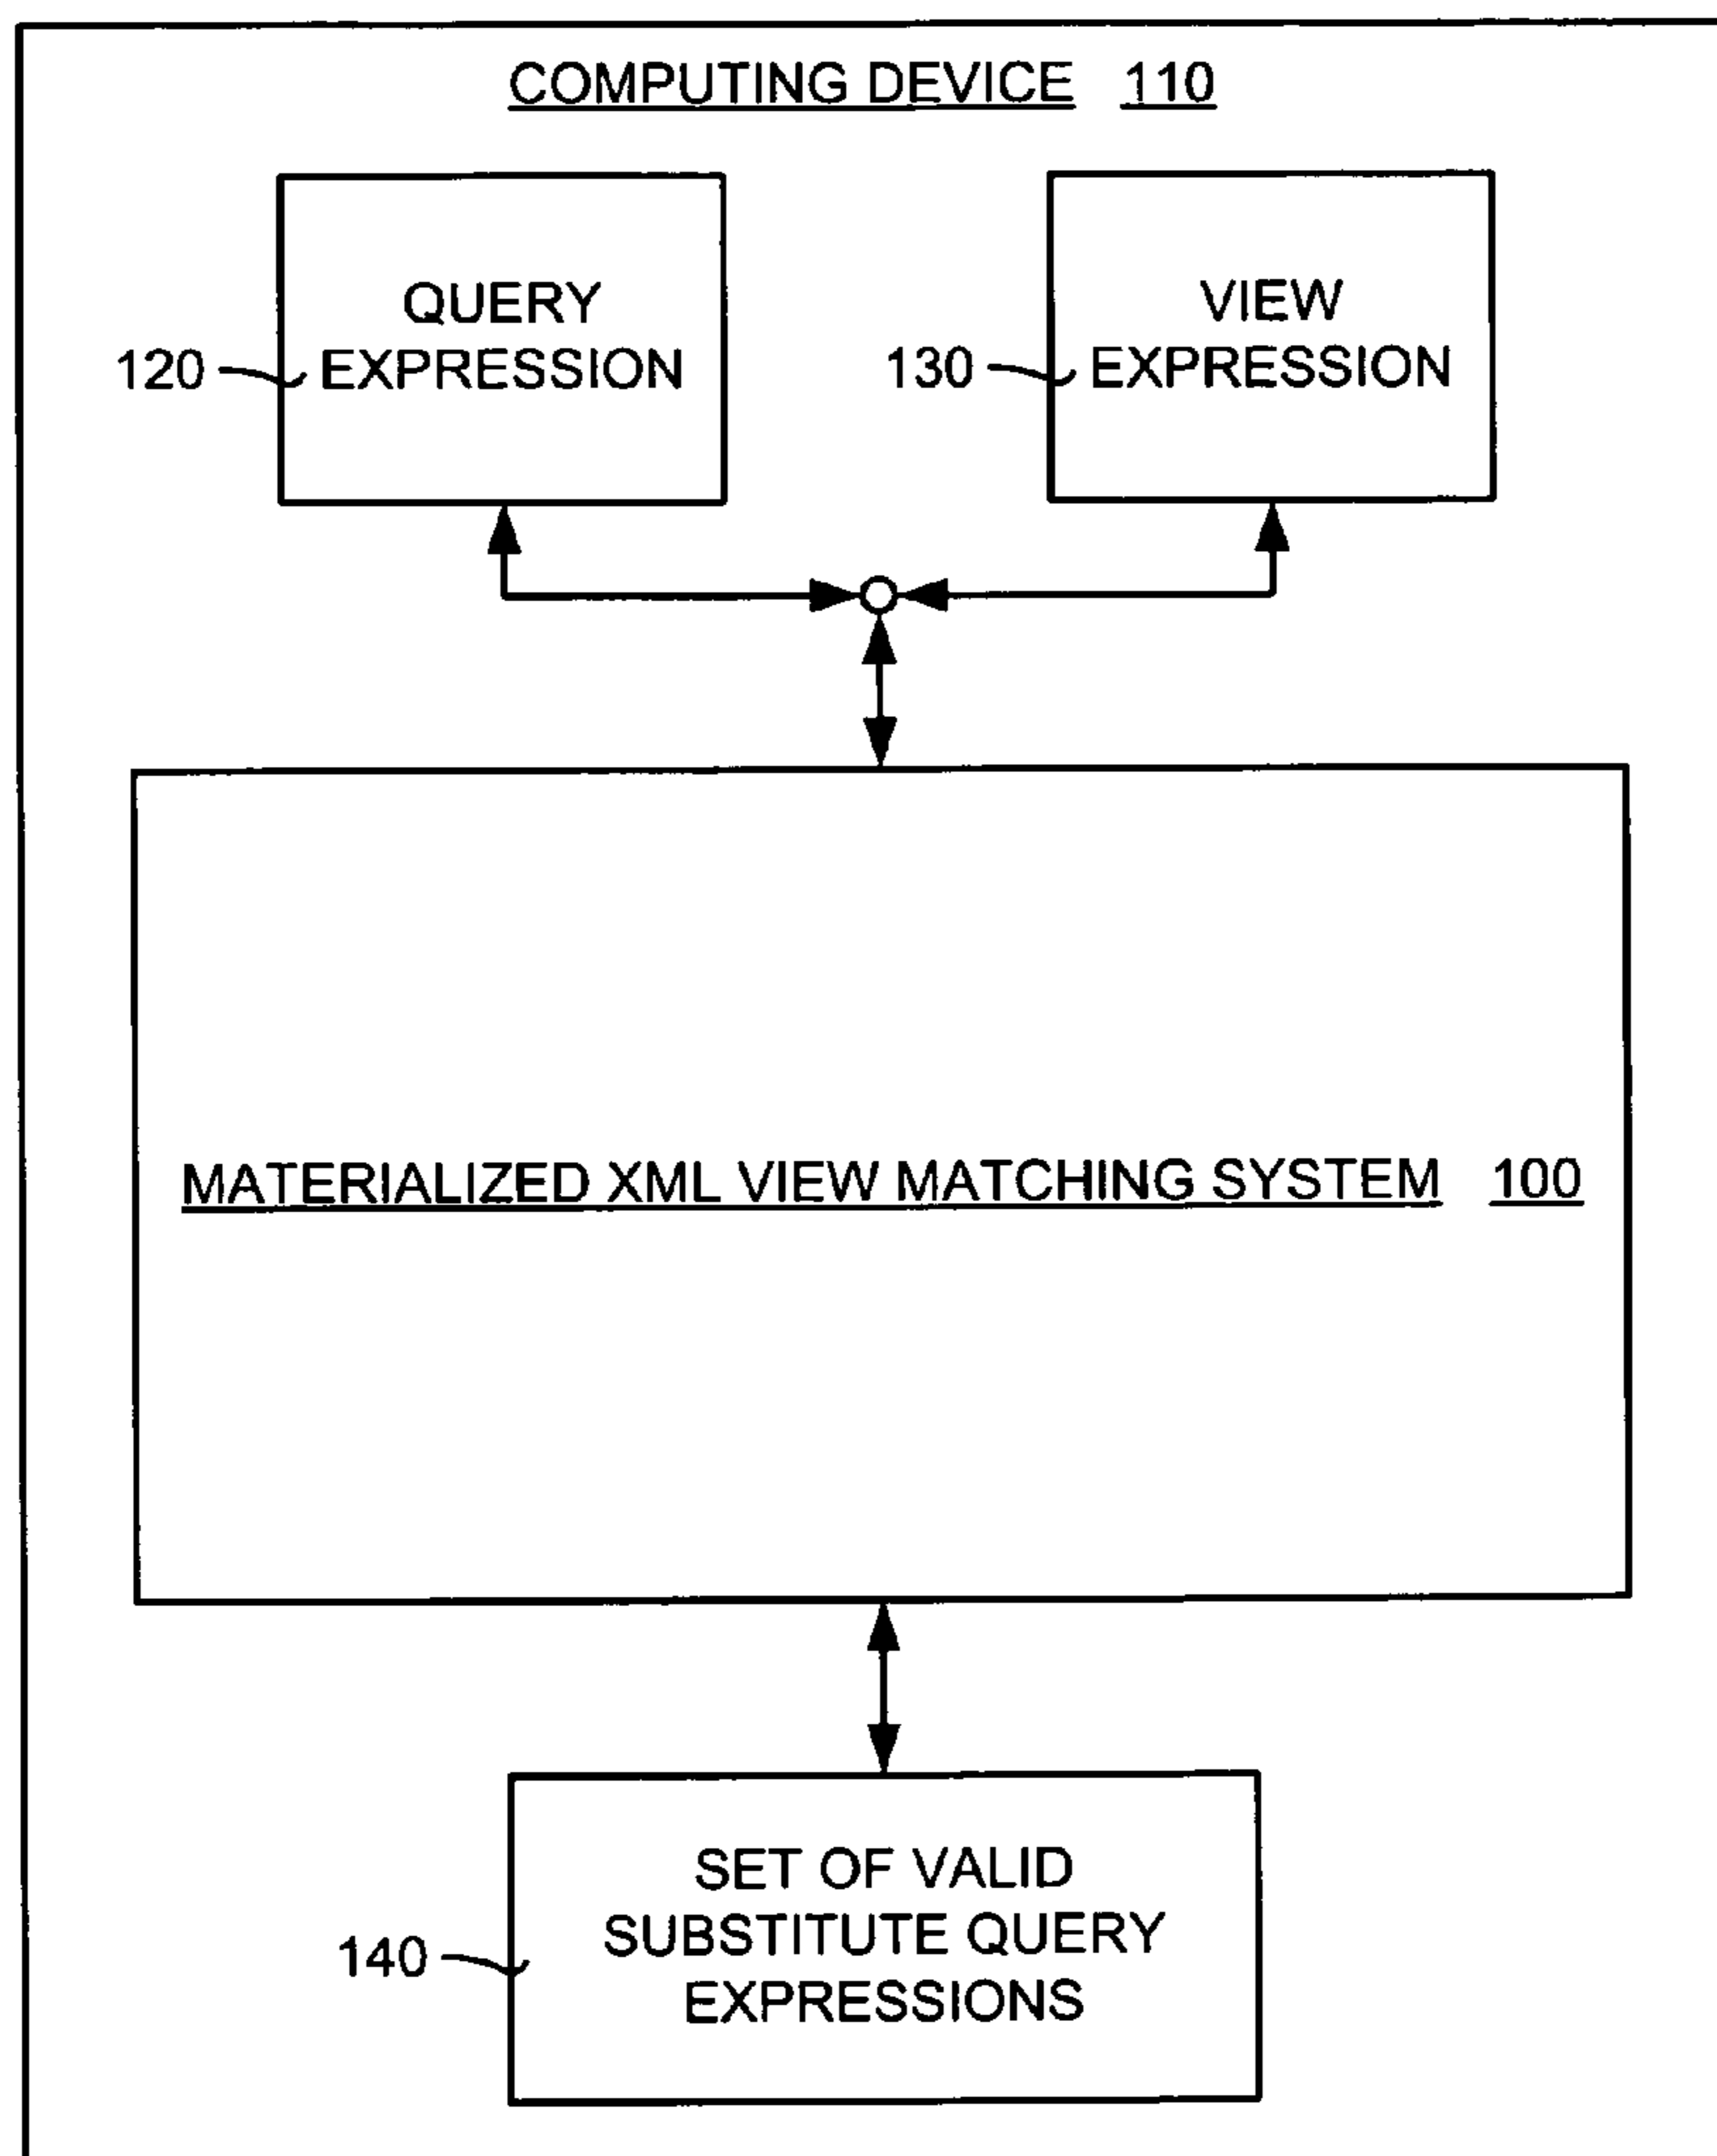 COMPUTING DEVICE 110
QUERY
EXPRESSION
120
VIEW
EXPRESSION
130
MATERIALIZED XML VIEW MATCHING SYSTEM 100
SET OF VALID
SUBSTITUTE QUERY
EXPRESSIONS
140